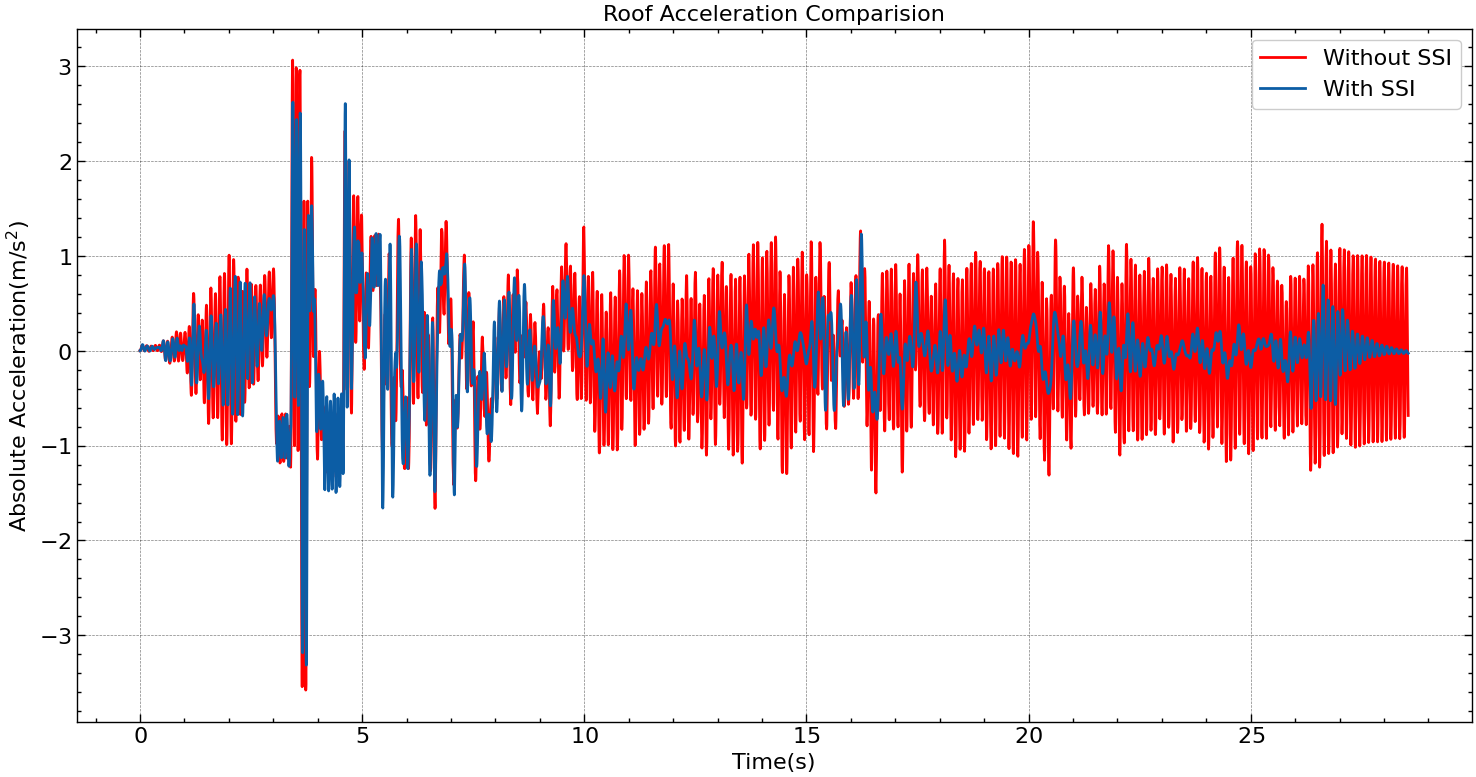 Roof Acceleration Comparision
Without SSI
With SSI
Absolute Acceleration(m/s²)
3
2
1
0
−1
−2
−3
0 5 10 15 20 25
Time(s)